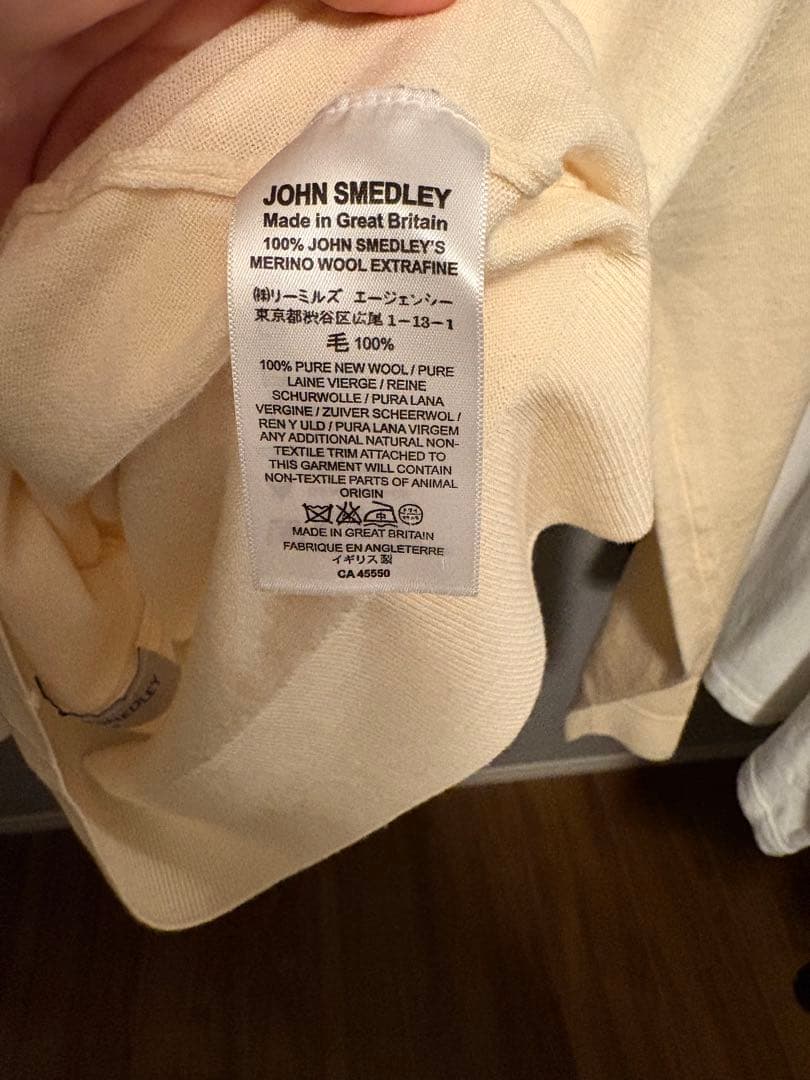 JOHN SMEDLEY
Made in Great Britain
100% JOHN SMEDLEY'S
MERINO WOOL EXTRAFINE
㈱リーミルズ エージェンシー
東京都渋谷区広尾1-13-1
毛 100%
100% PURE NEW WOOL / PURE
LAINE VIERGE / REINE
SCHURWOLLE / PURA LANA
VERGINE / ZUIVER SCHEERWOL /
REN Y ULD / PURA LANA VIRGEM
ANY ADDITIONAL NATURAL NON-
TEXTILE TRIM ATTACHED TO
THIS GARMENT WILL CONTAIN
NON-TEXTILE PARTS OF ANIMAL
ORIGIN
中 ドライ
MADE IN GREAT BRITAIN
FABRIQUE EN ANGLETERRE
イギリス製
CA 45550
SMEDLEY